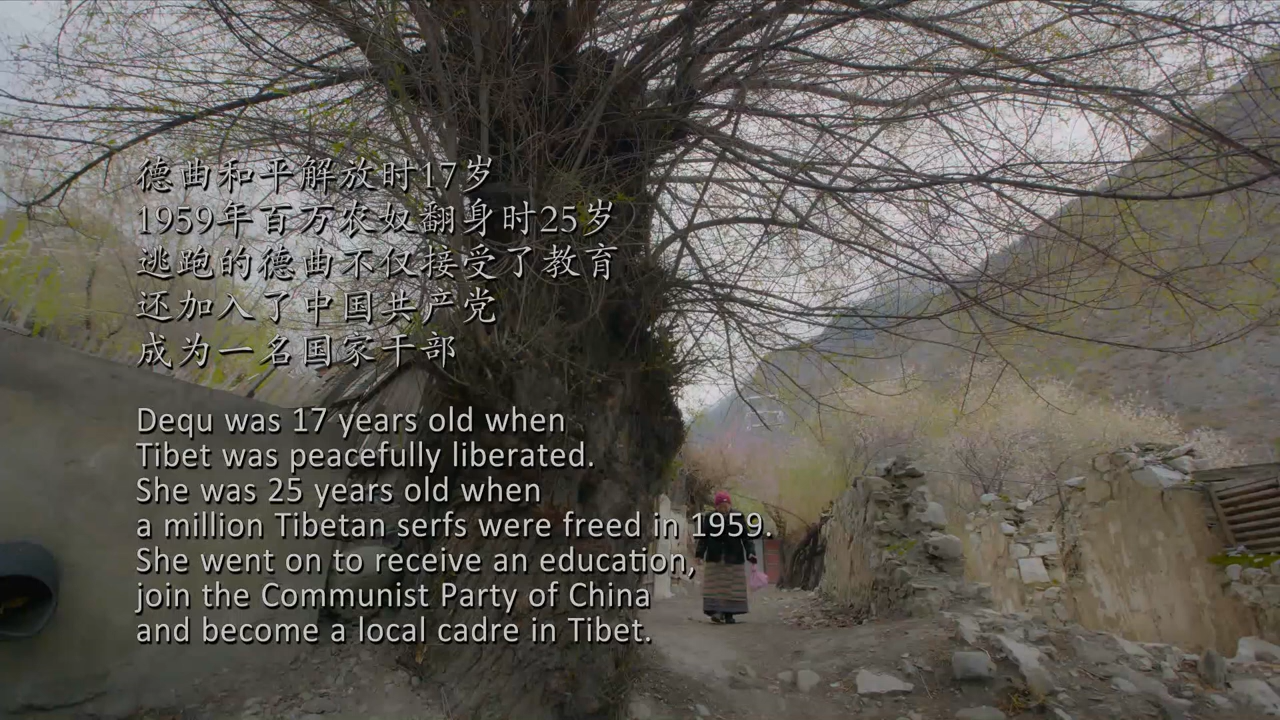 德曲和平解放时17岁
1959年百万农奴翻身时25岁
逃跑的德曲不仅接受了教育
还加入了中国共产党
成为一名国家干部
Dequ was 17 years old when
Tibet was peacefully liberated.
She was 25 years old when
a million Tibetan serfs were freed in 1959.
She went on to receive an education,
join the Communist Party of China
and become a local cadre in Tibet.